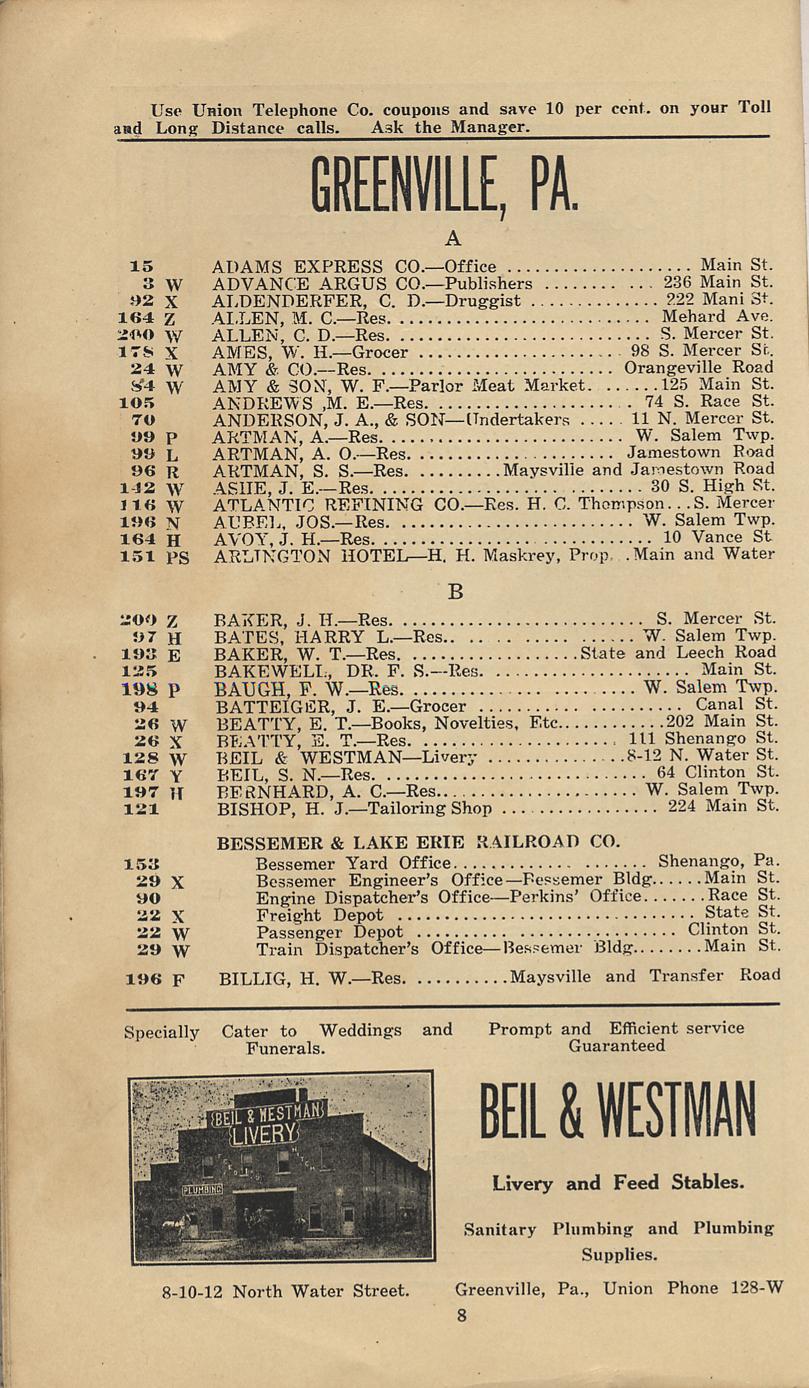 Use Union Telephone Co. coupons and save 10 per cent. on your Toll
and Long Distance calls. Ask the Manager.
GREENVILLE, PA.
A
15 ADAMS EXPRESS CO.—Office .................... Main St.
3 W ADVANCE ARGUS CO.—Publishers ........... 236 Main St.
92 X ALDENDERFER, C. D.—Druggist ............. 222 Mani St.
164 Z ALLEN, M. C.—Res. ........................... Mehard Ave.
200 W ALLEN, C. D.—Res. .............................. S. Mercer St.
178 X AMES, W. H.—Grocer ....................... 98 S. Mercer St.
24 W AMY & CO.—Res. .......................... Orangeville Road
84 W AMY & SON, W. F.—Parlor Meat Market. .......125 Main St.
105 ANDREWS ,M. E.—Res. ...................... 74 S. Race St.
70 ANDERSON, J. A., & SON—Undertakers ..... 11 N. Mercer St.
99 P ARTMAN, A.—Res. .......................... W. Salem Twp.
99 L ARTMAN, A. O.—Res. ....................... Jamestown Road
96 R ARTMAN, S. S.—Res. .........Maysville and Jamestown Road
142 W ASHE, J. E.—Res. ............................. 30 S. High St.
116 W ATLANTIC REFINING CO.—Res. H. C. Thompson...S. Mercer
196 N AUBEL, JOS.—Res. .......................... W. Salem Twp.
164 H AVOY, J. H.—Res. ............................. 10 Vance St
151 PS ARLINGTON HOTEL—H. H. Maskrey, Prop. .Main and Water
B
200 Z BAKER, J. H.—Res. .......................... S. Mercer St.
97 H BATES, HARRY L.—Res.. .................... W. Salem Twp.
193 E BAKER, W. T.—Res. ..................State and Leech Road
125 BAKEWELL, DR. F. S.—Res. ..................... Main St.
198 P BAUGH, F. W.—Res. ......................... W. Salem Twp.
94 BATTEIGER, J. E.—Grocer ...................... Canal St.
26 W BEATTY, E. T.—Books, Novelties, Etc............202 Main St.
26 X BEATTY, E. T.—Res. ....................... 111 Shenango St.
128 W BEIL & WESTMAN—Livery ...............8-12 N. Water St.
167 Y BEIL, S. N.—Res. ............................ 64 Clinton St.
197 H BERNHARD, A. C.—Res....................... W. Salem Twp.
121 BISHOP, H. J.—Tailoring Shop ................ 224 Main St.
BESSEMER & LAKE ERIE RAILROAD CO.
153 Bessemer Yard Office..................... Shenango, Pa.
29 X Bessemer Engineer's Office—Bessemer Bldg......Main St.
90 Engine Dispatcher's Office—Perkins' Office.......Race St.
22 X Freight Depot ................................. State St.
22 W Passenger Depot ............................. Clinton St.
29 W Train Dispatcher's Office—Bessemer Bldg........Main St.
196 F BILLIG, H. W.—Res. ..........Maysville and Transfer Road
Specially Cater to Weddings and
Funerals.
Prompt and Efficient service
Guaranteed
BEIL & WESTMAN
LIVERY
PLUMBING
BEIL & WESTMAN
Livery and Feed Stables.
Sanitary Plumbing and Plumbing
Supplies.
8-10-12 North Water Street.
Greenville, Pa., Union Phone 128-W
8